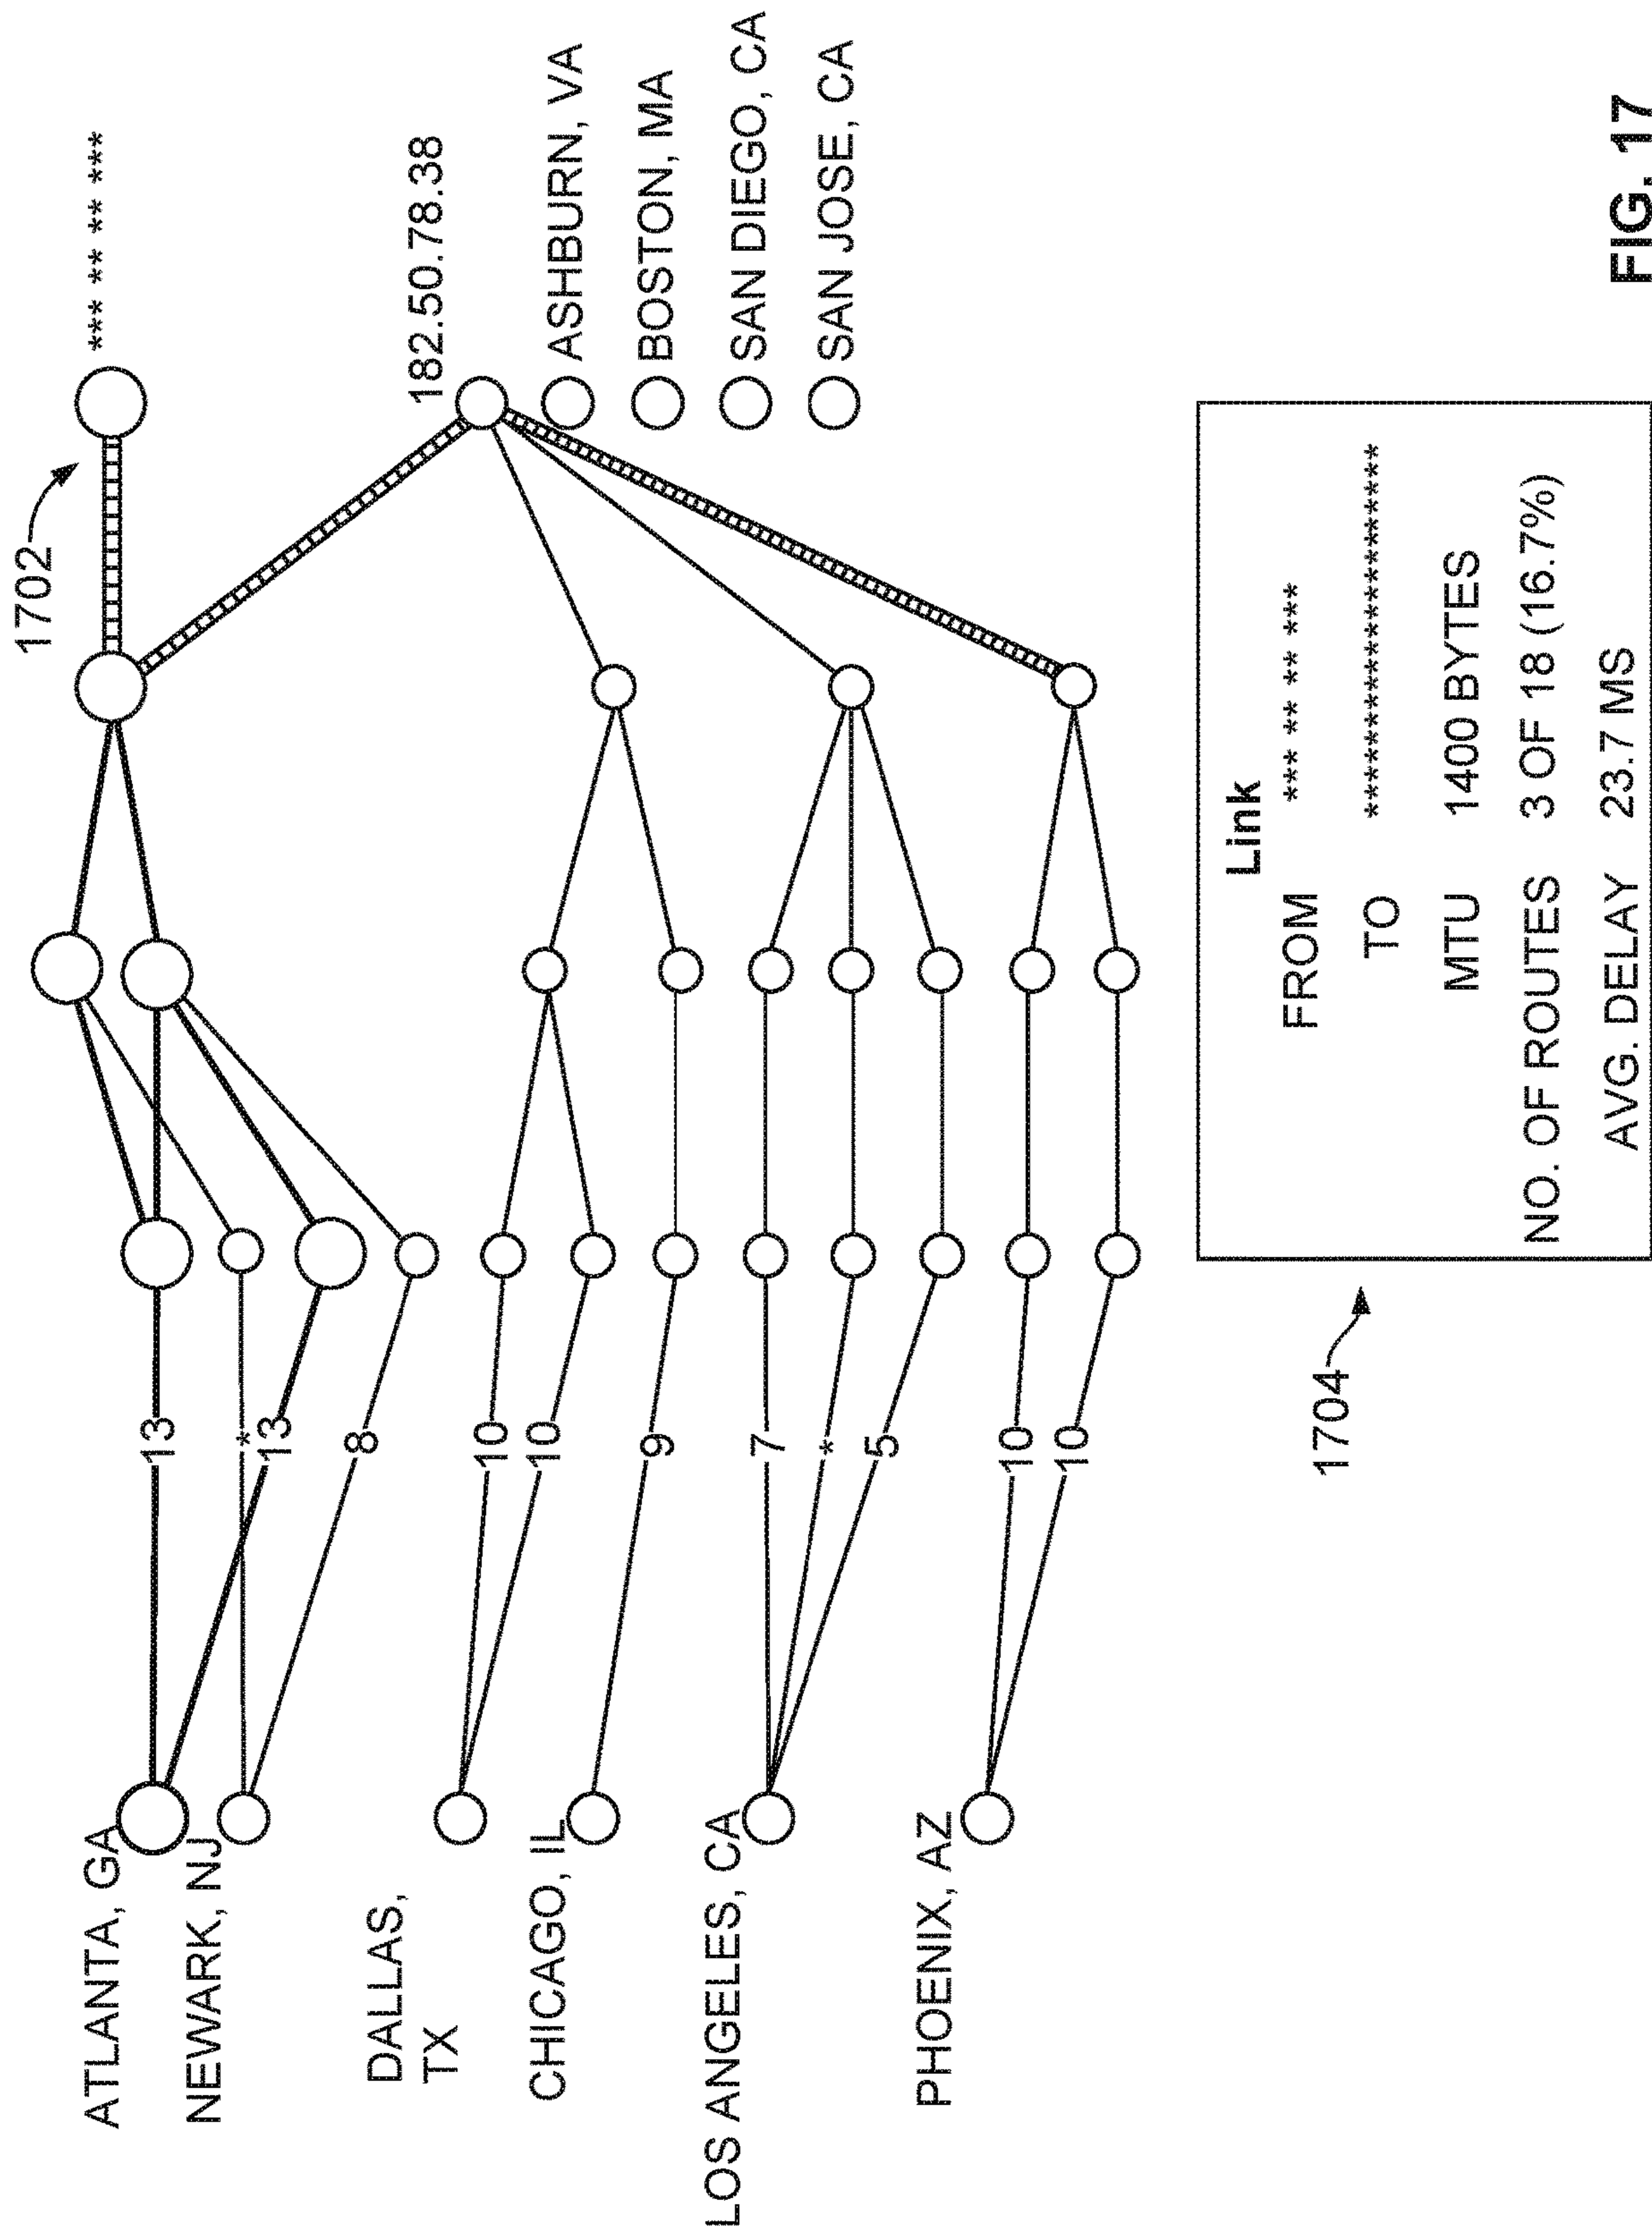 1702
*** ** ** ***
182.50.78.38
ASHBURN, VA
BOSTON, MA
SAN DIEGO, CA
SAN JOSE, CA
ATLANTA, GA
NEWARK, NJ
DALLAS,
TX
CHICAGO, IL
LOS ANGELES, CA
PHOENIX, AZ
13
*
13
8
10
10
9
7
*
5
10
10
1704
Link
FROM *** ** ** ***
TO **********************
MTU 1400 BYTES
NO. OF ROUTES 3 OF 18 (16.7%)
AVG. DELAY 23.7 MS
FIG. 17